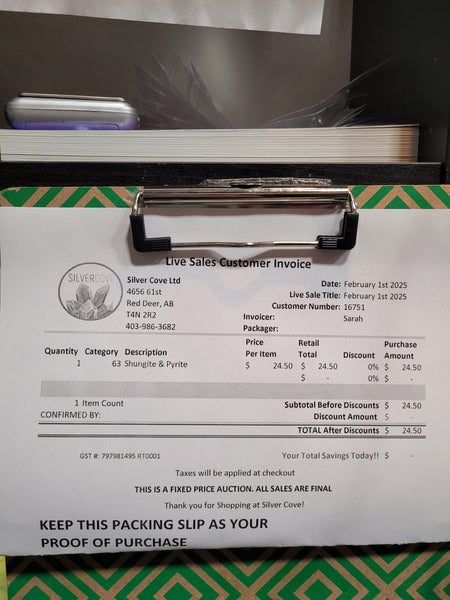 Live Sales Customer Invoice
SILVERCOVE
Silver Cove Ltd
4656 61st
Red Deer, AB
T4N 2R2
403-986-3682
Date: February 1st 2025
Live Sale Title: February 1st 2025
Customer Number: 16751
Invoicer: Sarah
Packager:
Quantity Category Description Price Per Item Retail Total Discount Purchase Amount
1 63 Shungite & Pyrite $ 24.50 $ 24.50 0% $ 24.50
$ - 0% $ -
1 Item Count
Subtotal Before Discounts $ 24.50
CONFIRMED BY:
Discount Amount $ -
TOTAL After Discounts $ 24.50
GST #: 797981495 RT0001
Your Total Savings Today!! $ -
Taxes will be applied at checkout
THIS IS A FIXED PRICE AUCTION. ALL SALES ARE FINAL
Thank you for Shopping at Silver Cove!
KEEP THIS PACKING SLIP AS YOUR
PROOF OF PURCHASE